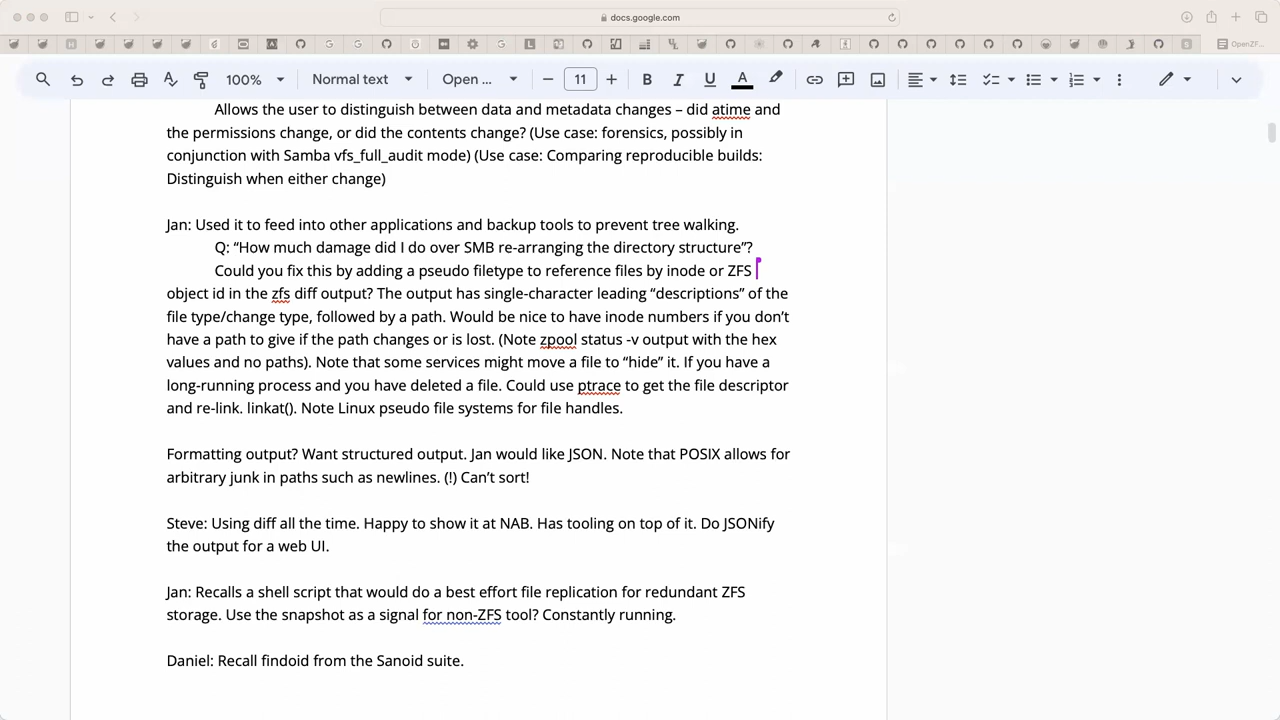 docs.google.com
OpenZF...
100%
Normal text
Open ...
11
B
I
U
A
Allows the user to distinguish between data and metadata changes – did atime and
the permissions change, or did the contents change? (Use case: forensics, possibly in
conjunction with Samba vfs_full_audit mode) (Use case: Comparing reproducible builds:
Distinguish when either change)
Jan: Used it to feed into other applications and backup tools to prevent tree walking.
Q: “How much damage did I do over SMB re-arranging the directory structure”?
Could you fix this by adding a pseudo filetype to reference files by inode or ZFS
object id in the zfs diff output? The output has single-character leading “descriptions” of the
file type/change type, followed by a path. Would be nice to have inode numbers if you don’t
have a path to give if the path changes or is lost. (Note zpool status -v output with the hex
values and no paths). Note that some services might move a file to “hide” it. If you have a
long-running process and you have deleted a file. Could use ptrace to get the file descriptor
and re-link. linkat(). Note Linux pseudo file systems for file handles.
Formatting output? Want structured output. Jan would like JSON. Note that POSIX allows for
arbitrary junk in paths such as newlines. (!) Can’t sort!
Steve: Using diff all the time. Happy to show it at NAB. Has tooling on top of it. Do JSONify
the output for a web UI.
Jan: Recalls a shell script that would do a best effort file replication for redundant ZFS
storage. Use the snapshot as a signal for non-ZFS tool? Constantly running.
Daniel: Recall findoid from the Sanoid suite.